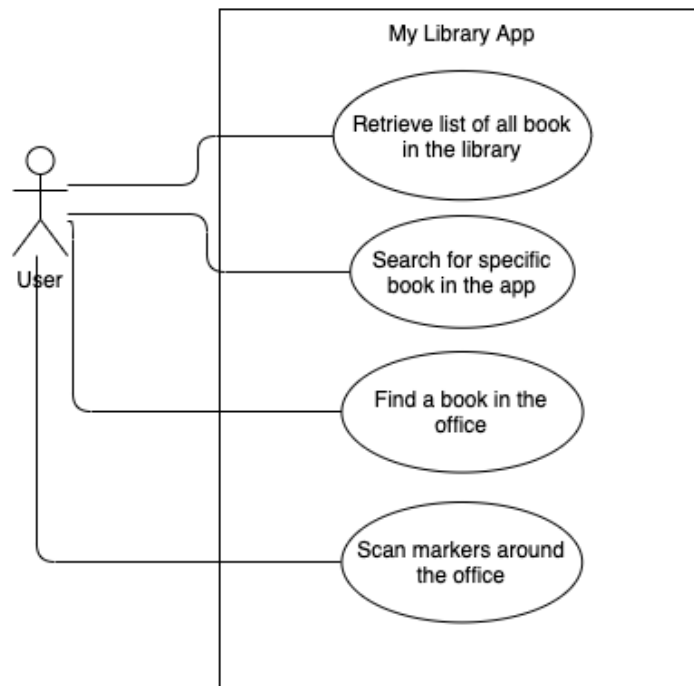 My Library App
Retrieve list of all book
in the library
User
Search for specific
book in the app
Find a book in the
office
Scan markers around
the office